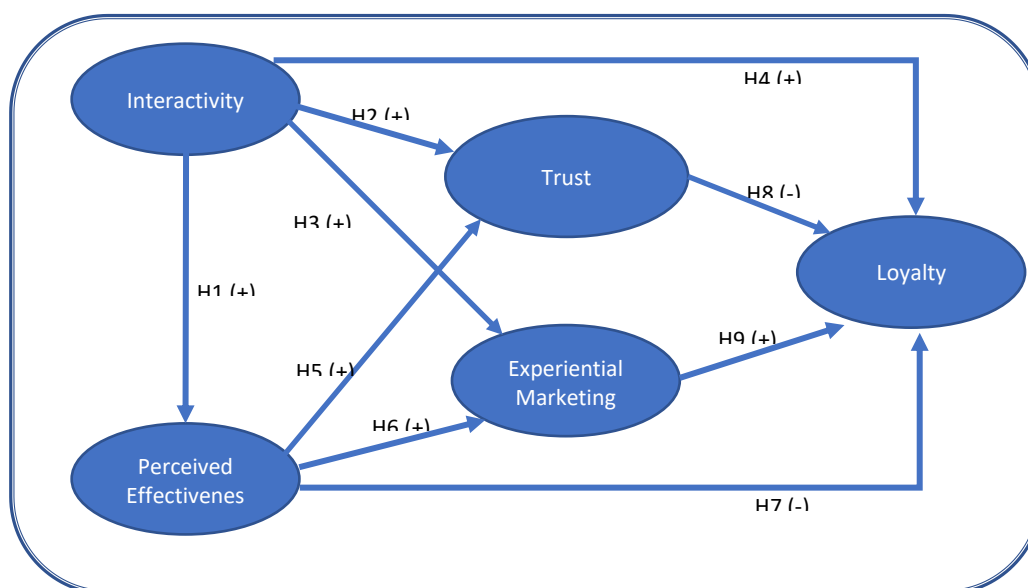 Interactivity
H4 (+)
H2 (+)
Trust
H8 (-)
H3 (+)
Loyalty
H1 (+)
H9 (+)
H5 (+)
Experiential
Marketing
H6 (+)
Perceived
Effectivenes
H7 (-)